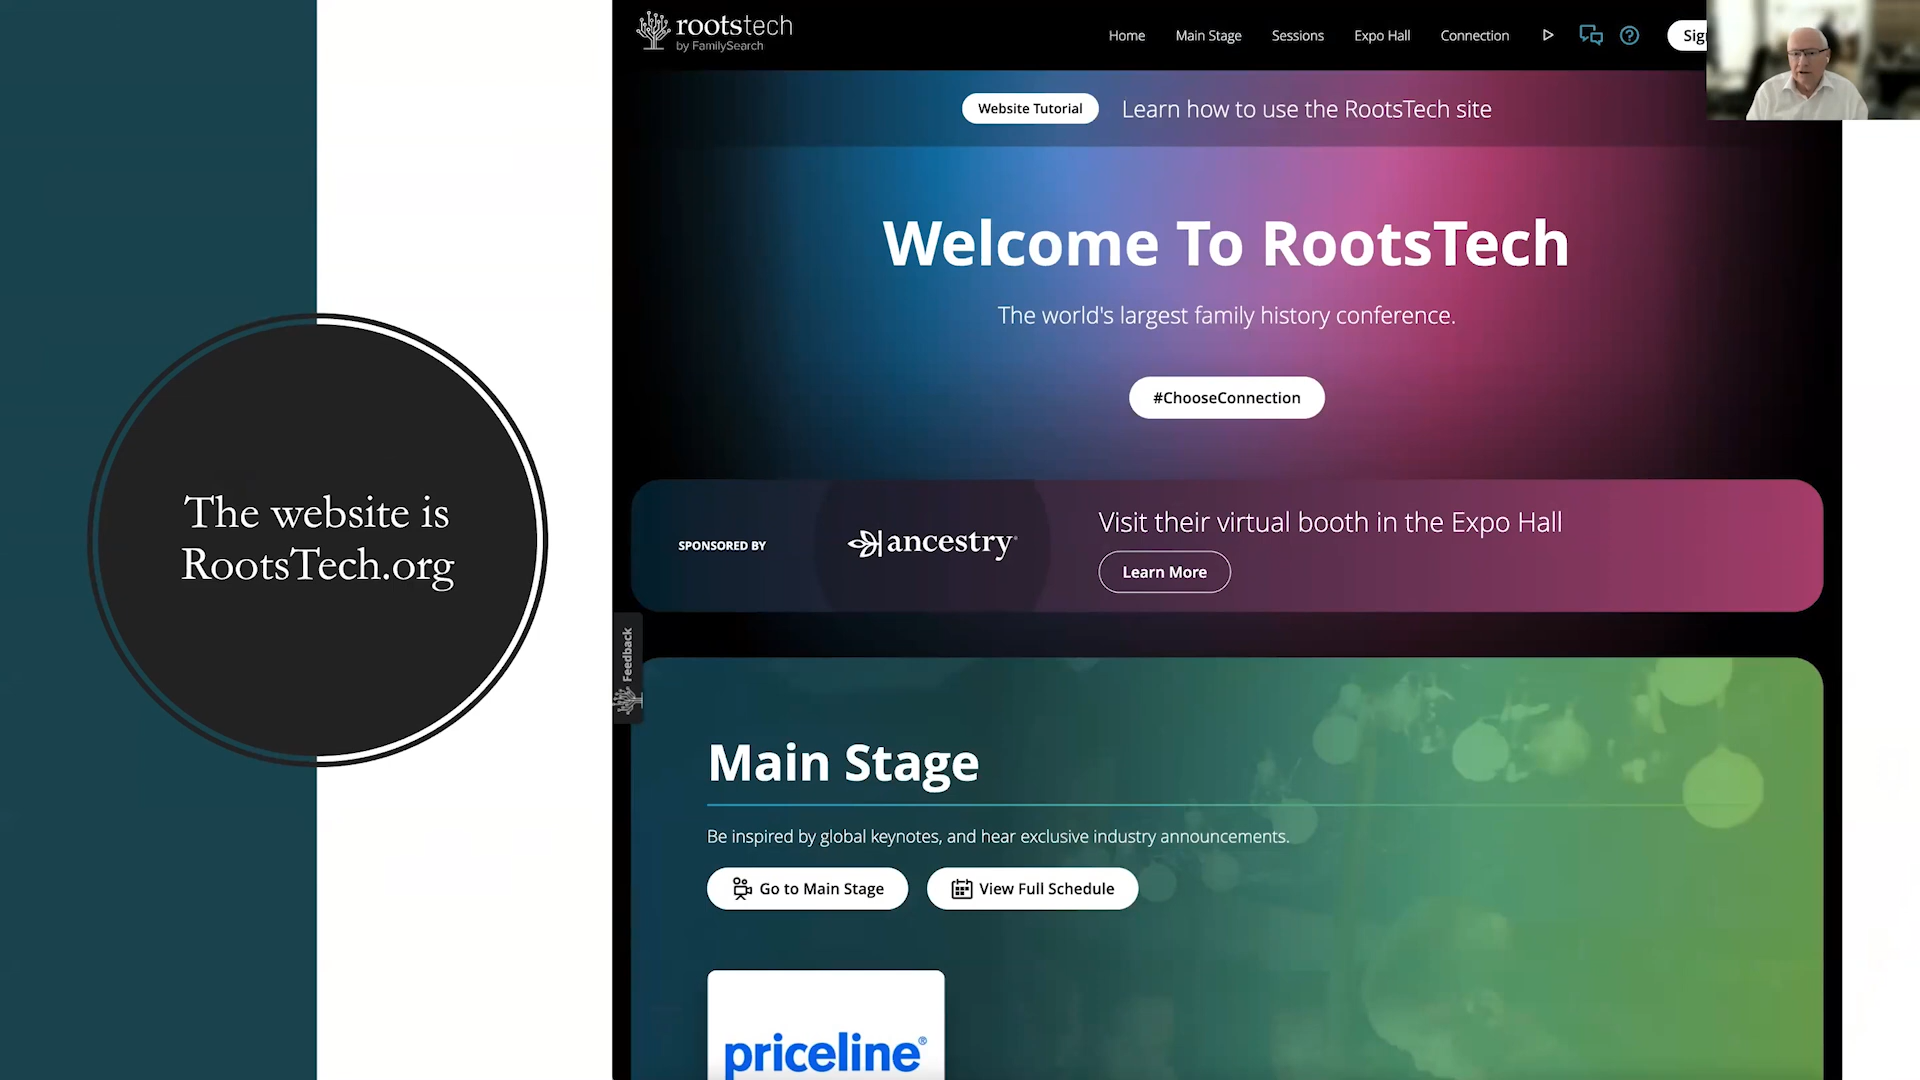 The website is
RootsTech.org
rootstech
by FamilySearch
Home
Main Stage
Sessions
Expo Hall
Connection
Website Tutorial
Learn how to use the RootsTech site
Welcome To RootsTech
The world's largest family history conference.
#ChooseConnection
SPONSORED BY
ancestry
Visit their virtual booth in the Expo Hall
Learn More
Feedback
Main Stage
Be inspired by global keynotes, and hear exclusive industry announcements.
Go to Main Stage
View Full Schedule
priceline®